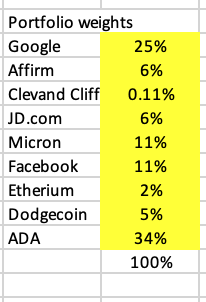 Portfolio weights
Google 25%
Affirm 6%
Clevand Cliff 0.11%
JD.com 6%
Micron 11%
Facebook 11%
Etherium 2%
Dodgecoin 5%
ADA 34%
100%